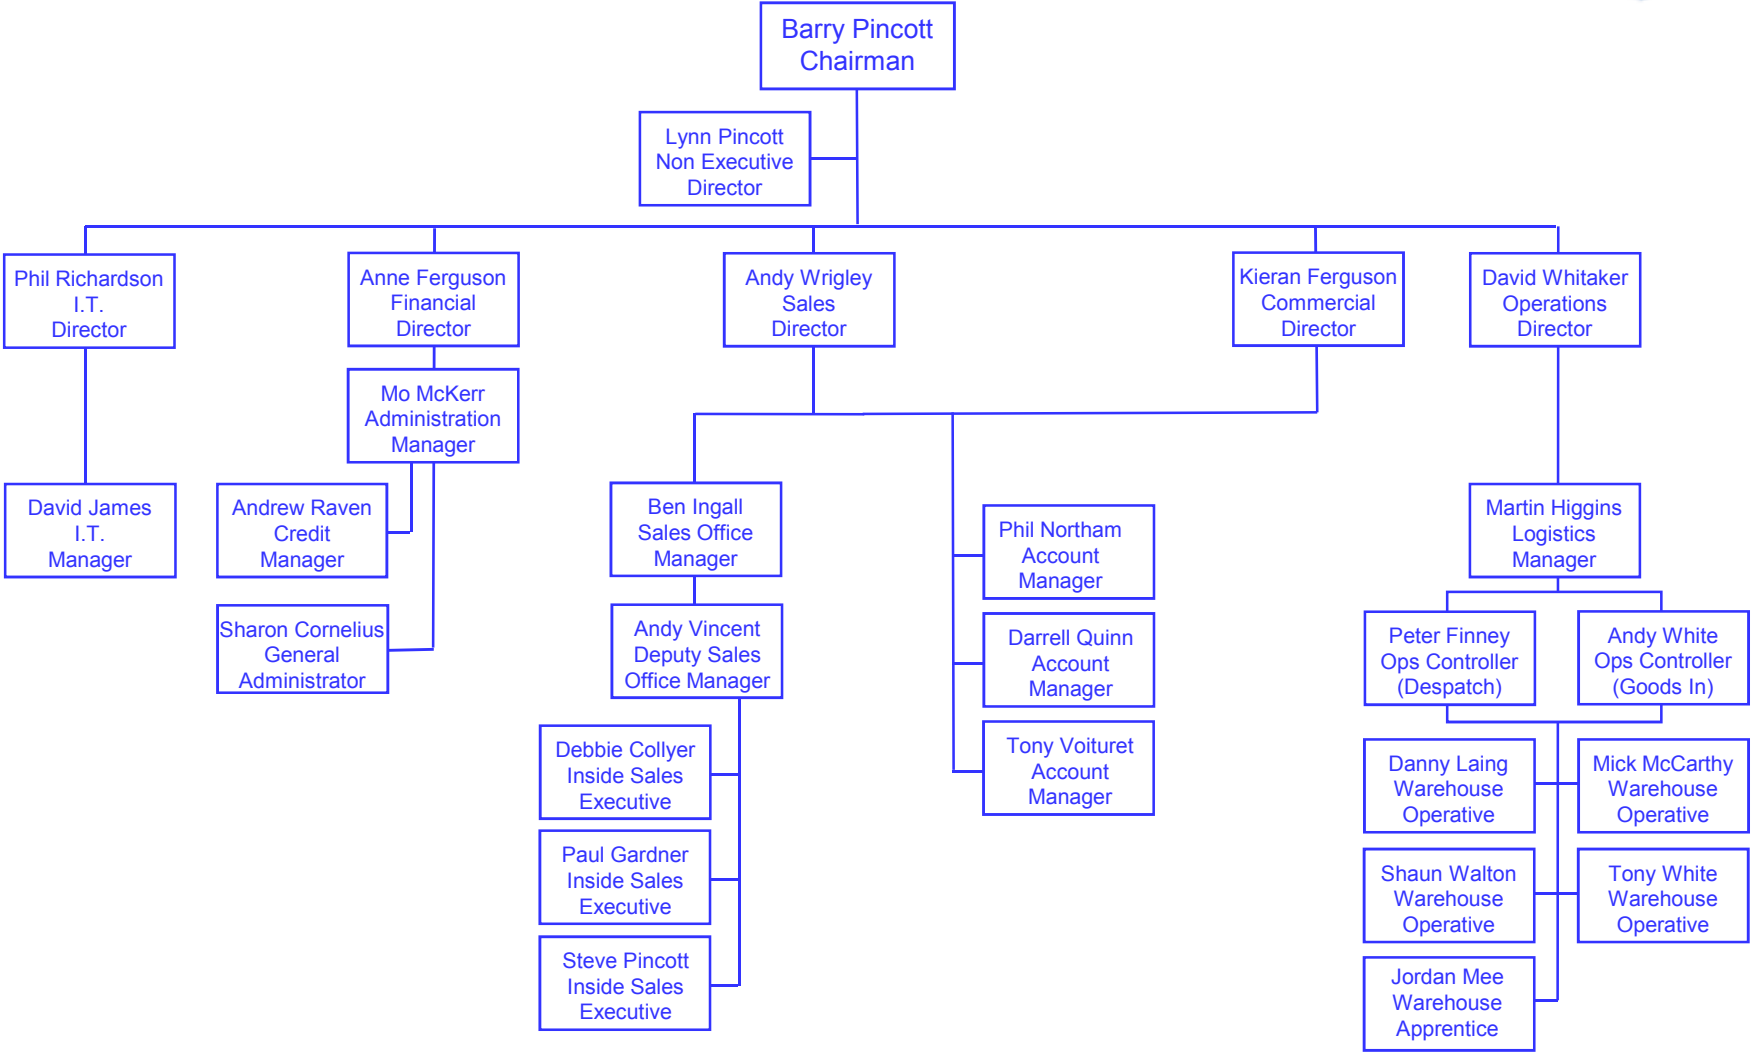 Barry Pincott
Chairman
Lynn Pincott
Non Executive
Director
Phil Richardson
I.T.
Director
Anne Ferguson
Financial
Director
Andy Wrigley
Sales
Director
Kieran Ferguson
Commercial
Director
David Whitaker
Operations
Director
Mo McKerr
Administration
Manager
David James
I.T.
Manager
Andrew Raven
Credit
Manager
Sharon Cornelius
General
Administrator
Ben Ingall
Sales Office
Manager
Andy Vincent
Deputy Sales
Office Manager
Debbie Collyer
Inside Sales
Executive
Paul Gardner
Inside Sales
Executive
Steve Pincott
Inside Sales
Executive
Phil Northam
Account
Manager
Darrell Quinn
Account
Manager
Tony Voituret
Account
Manager
Martin Higgins
Logistics
Manager
Peter Finney
Ops Controller
(Despatch)
Andy White
Ops Controller
(Goods In)
Danny Laing
Warehouse
Operative
Mick McCarthy
Warehouse
Operative
Shaun Walton
Warehouse
Operative
Tony White
Warehouse
Operative
Jordan Mee
Warehouse
Apprentice